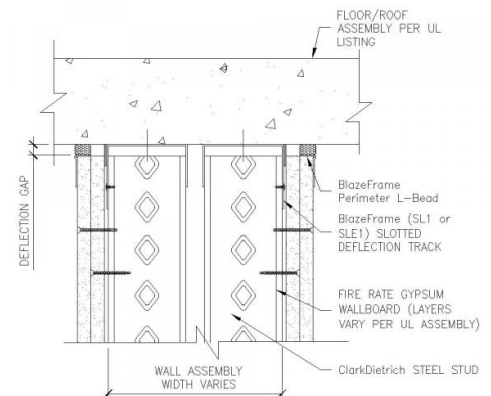 FLOOR/ROOF
ASSEMBLY PER UL
LISTING
DEFLECTION GAP
BlazeFrame
Perimeter L-Bead
BlazeFrame (SL1 or
SLE1) SLOTTED
DEFLECTION TRACK
FIRE RATE GYPSUM
WALLBOARD (LAYERS
VARY PER UL ASSEMBLY)
WALL ASSEMBLY
WIDTH VARIES
ClarkDietrich STEEL STUD